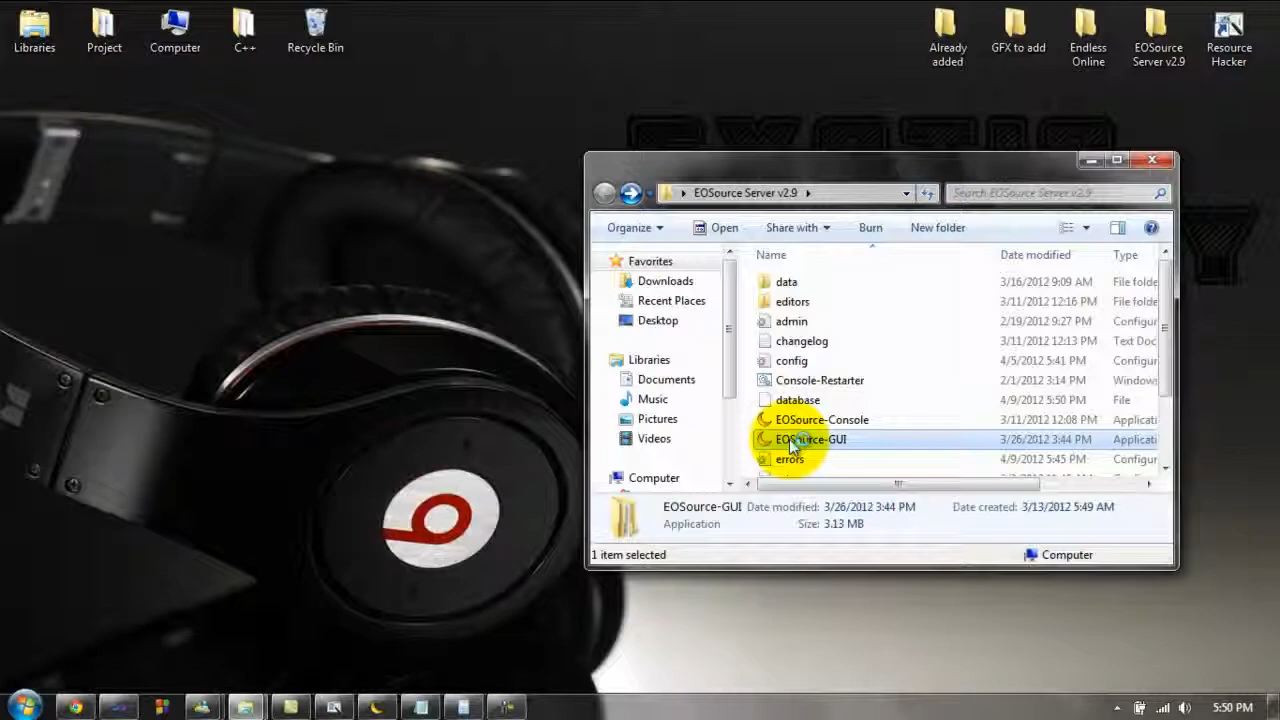 Libraries
Project
Computer
C++
Recycle Bin
Already
added
GFX to add
Endless
Online
EOSource
Server v2.9
Resource
Hacker
EOSource Server v2.9
Search EOSource Server v2.9
Organize
Open
Share with
Burn
New folder
Favorites
Downloads
Recent Places
Desktop
Libraries
Documents
Music
Pictures
Videos
Computer
Name Date modified Type
data 3/16/2012 9:09 AM File folde
editors 3/11/2012 12:16 PM File folde
admin 2/19/2012 9:27 PM Configur
changelog 3/11/2012 12:13 PM Text Doc
config 4/5/2012 5:41 PM Configur
Console-Restarter 2/1/2012 3:14 PM Window
database 4/9/2012 5:50 PM File
EOSource-Console 3/11/2012 12:08 PM Applicati
EOSource-GUI 3/26/2012 3:44 PM Applicati
errors 4/9/2012 5:45 PM Configur
EOSource-GUI Date modified: 3/26/2012 3:44 PM Date created: 3/13/2012 5:49 AM
Application Size: 3.13 MB
1 item selected
Computer
5:50 PM